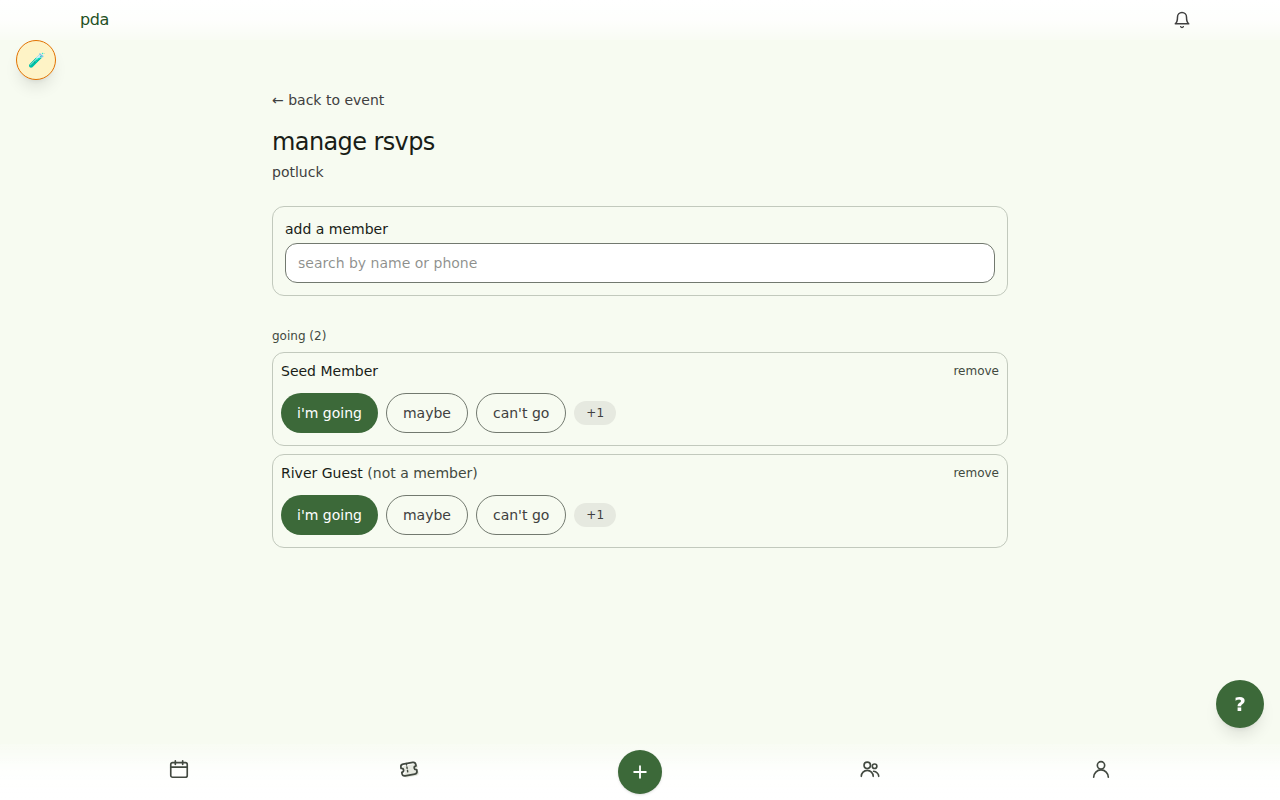 pda
← back to event
manage rsvps
potluck
add a member
search by name or phone
going (2)
Seed Member
remove
i'm going
maybe
can't go
+1
River Guest (not a member)
remove
i'm going
maybe
can't go
+1
?